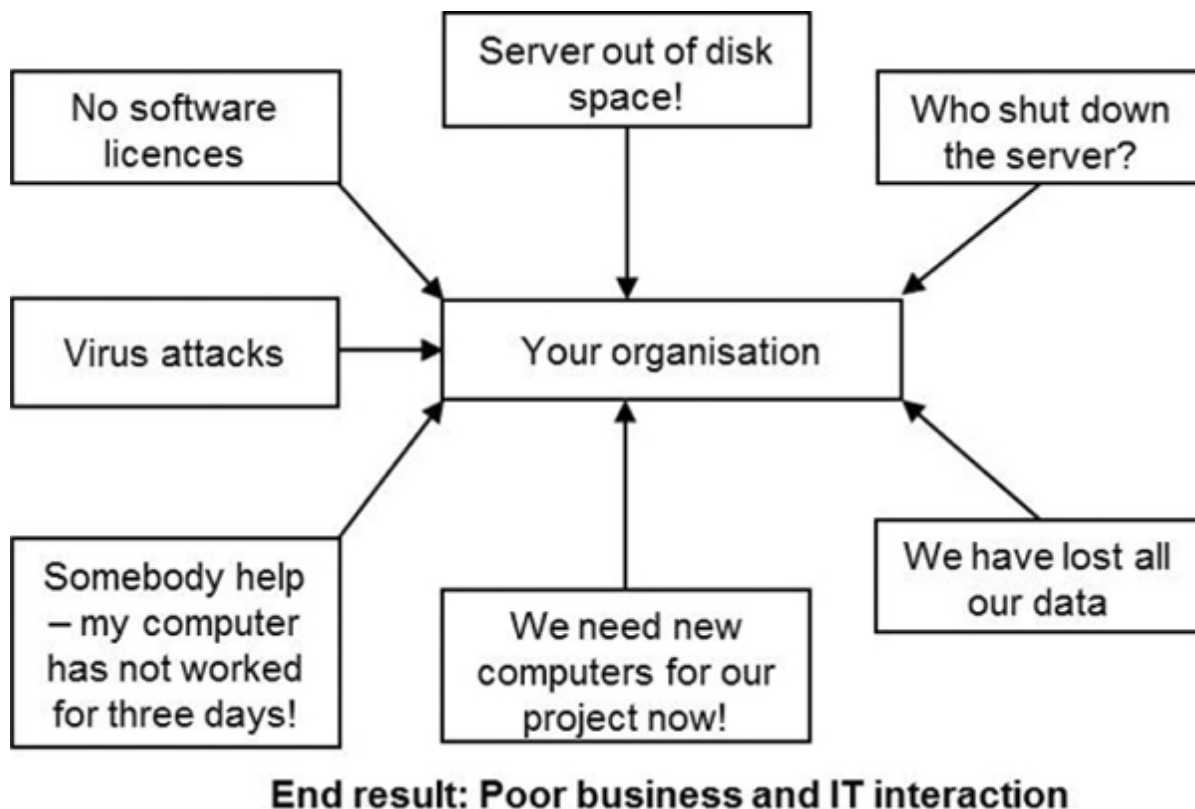 Server out of disk
space!
No software
licences
Who shut down
the server?
Virus attacks
Your organisation
Somebody help
– my computer
has not worked
for three days!
We need new
computers for our
project now!
We have lost all
our data
End result: Poor business and IT interaction